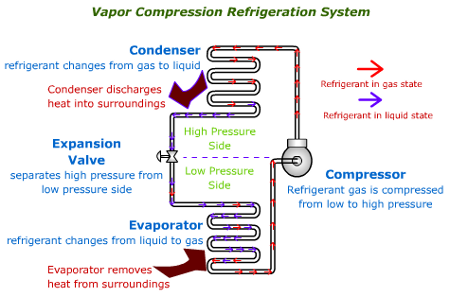 Vapor Compression Refrigeration System
Condenser
refrigerant changes from gas to liquid
Condenser discharges
heat into surroundings
Refrigerant in gas state
Refrigerant in liquid state
High Pressure
Side
Expansion
Valve
separates high pressure from
low pressure side
Low Pressure
Side
Compressor
Refrigerant gas is compressed
from low to high pressure
Evaporator
refrigerant changes from liquid to gas
Evaporator removes
heat from surroundings